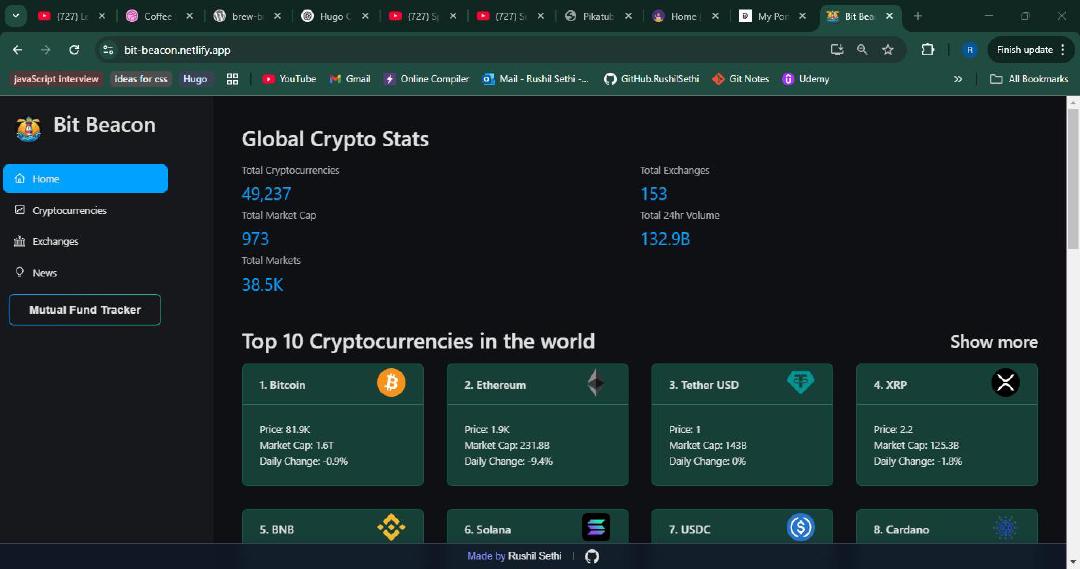 (727) Le
Coffee
brew-b
Hugo C
(727) S
(727) S
Pikatub
Home |
My Por
Bit Bea
bit-beacon.netlify.app
R
Finish update
javaScript interview
ideas for css
Hugo
YouTube
Gmail
Online Compiler
Mail - Rushil Sethi -...
GitHub.RushilSethi
Git Notes
Udemy
»
All Bookmarks
Bit Beacon
Home
Cryptocurrencies
Exchanges
News
Mutual Fund Tracker
Global Crypto Stats
Total Cryptocurrencies
49,237
Total Exchanges
153
Total Market Cap
973
Total 24hr Volume
132.9B
Total Markets
38.5K
Top 10 Cryptocurrencies in the world
Show more
1. Bitcoin
Price: 81.9K
Market Cap: 1.6T
Daily Change: -0.9%
2. Ethereum
Price: 1.9K
Market Cap: 231.8B
Daily Change: -9.4%
3. Tether USD
Price: 1
Market Cap: 143B
Daily Change: 0%
4. XRP
Price: 2.2
Market Cap: 125.3B
Daily Change: -1.8%
5. BNB
6. Solana
7. USDC
8. Cardano
Made by Rushil Sethi